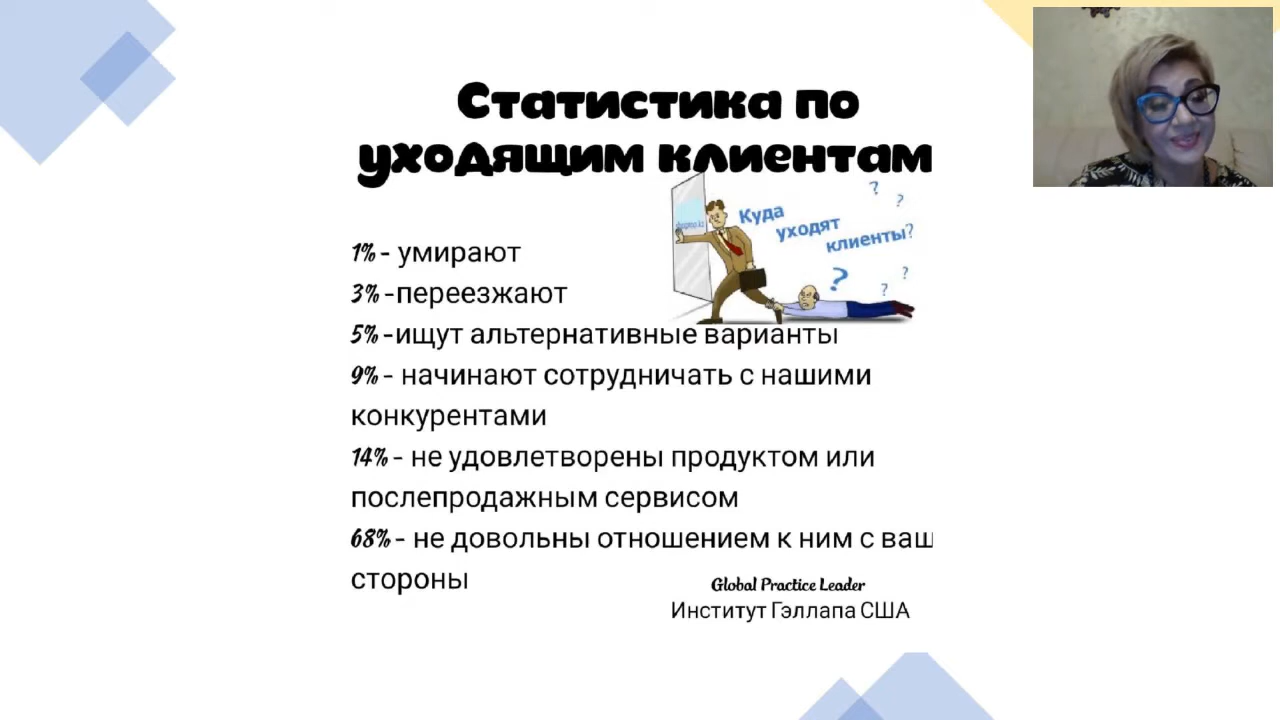 Статистика по
уходящим клиентам
Куда
уходят
клиенты?
? ? ? ? ?
1% - умирают
3% -переезжают
5% -ищут альтернативные варианты
9% - начинают сотрудничать с нашими
конкурентами
14% - не удовлетворены продуктом или
послепродажным сервисом
68% - не довольны отношением к ним с ваш
стороны
Global Practice Leader
Институт Гэллапа США